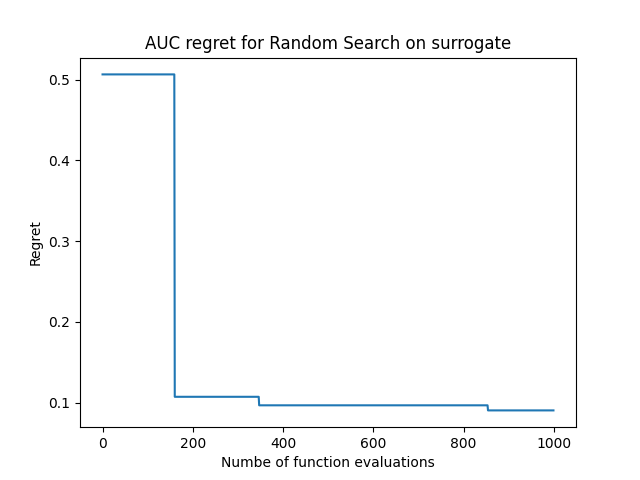 AUC regret for Random Search on surrogate
0.5
0.4
0.3
0.2
0.1
Regret
0 200 400 600 800 1000
Numbe of function evaluations